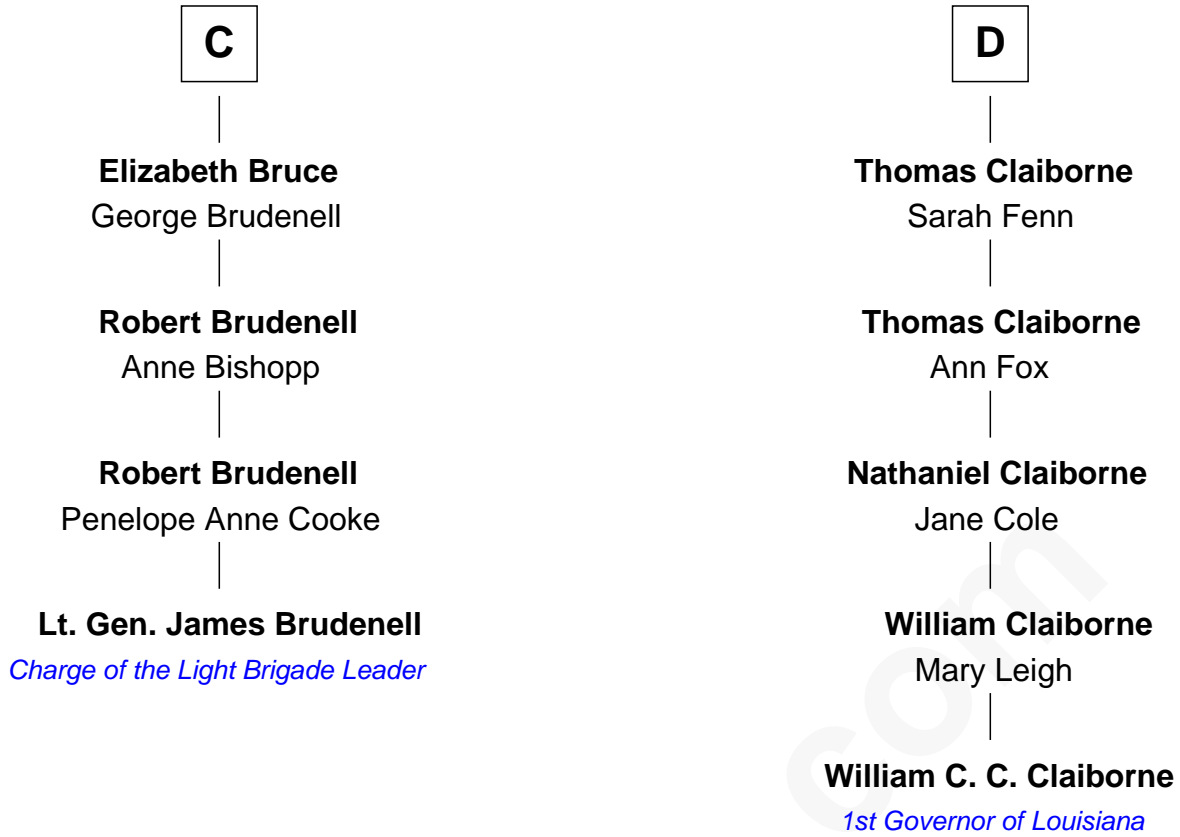 C
Elizabeth Bruce
George Brudenell
Robert Brudenell
Anne Bishopp
Robert Brudenell
Penelope Anne Cooke
Lt. Gen. James Brudenell
Charge of the Light Brigade Leader
D
Thomas Claiborne
Sarah Fenn
Thomas Claiborne
Ann Fox
Nathaniel Claiborne
Jane Cole
William Claiborne
Mary Leigh
William C. C. Claiborne
1st Governor of Louisiana
com